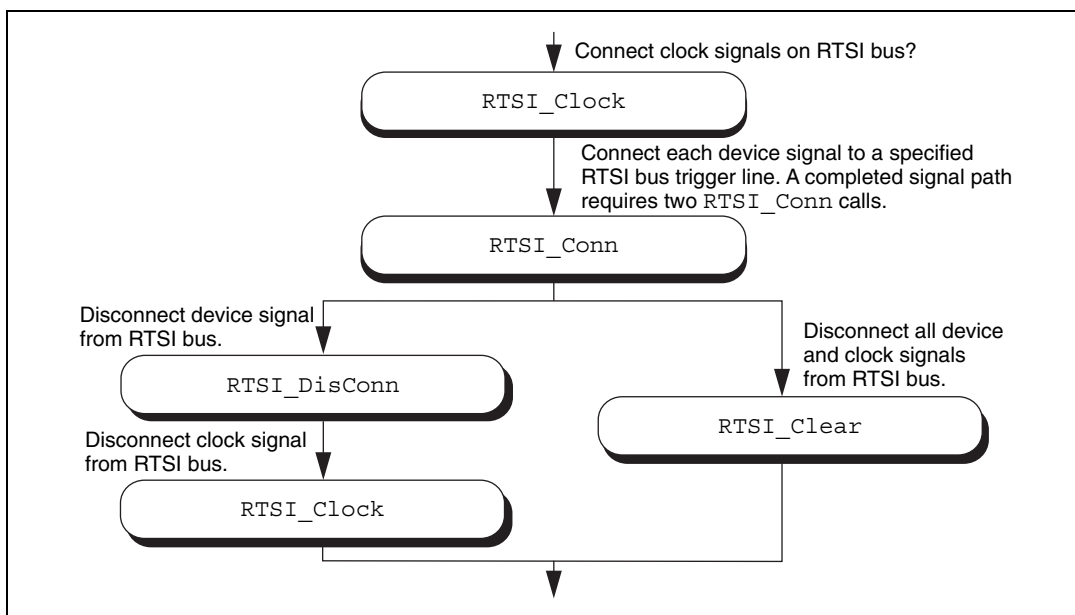 Connect clock signals on RTSI bus?
RTSI_Clock
Connect each device signal to a specified
RTSI bus trigger line. A completed signal path
requires two RTSI_Conn calls.
RTSI_Conn
Disconnect device signal
from RTSI bus.
RTSI_DisConn
Disconnect clock signal
from RTSI bus.
RTSI_Clock
Disconnect all device
and clock signals
from RTSI bus.
RTSI_Clear